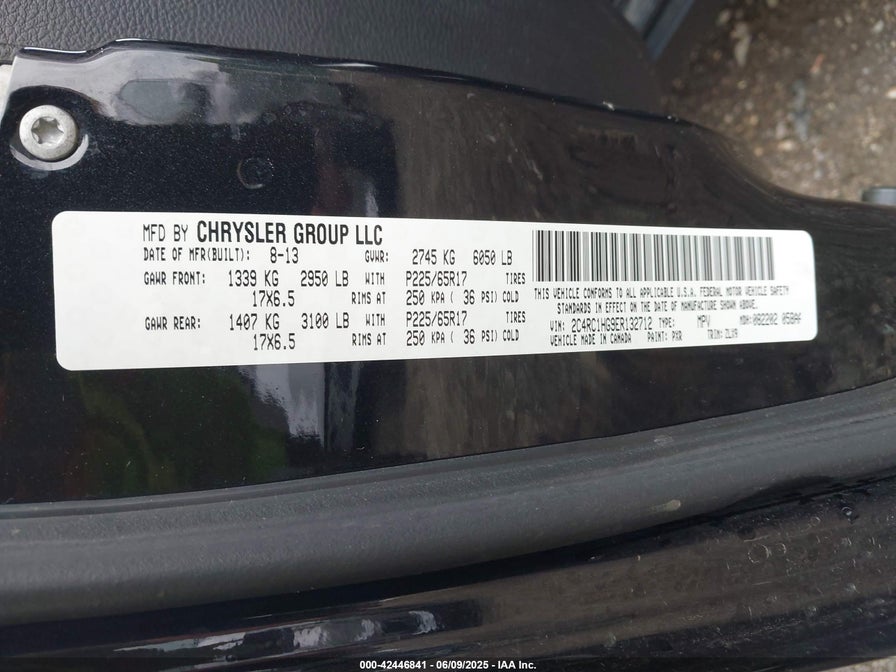 MFD BY CHRYSLER GROUP LLC
DATE OF MFR(BUILT): 8-13 GVWR: 2745 KG 6050 LB
GAWR FRONT: 1339 KG 2950 LB WITH P225/65R17 TIRES
17X6.5 RIMS AT 250 KPA ( 36 PSI) COLD
GAWR REAR: 1407 KG 3100 LB WITH P225/65R17 TIRES
17X6.5 RIMS AT 250 KPA ( 36 PSI) COLD
THIS VEHICLE CONFORMS TO ALL APPLICABLE U.S.A. FEDERAL MOTOR VEHICLE SAFETY
STANDARDS IN EFFECT ON THE DATE OF MANUFACTURE SHOWN ABOVE.
VIN: 2C4RC1HG9ER132712 TYPE: MPV MDH: 082202 058AA
VEHICLE MADE IN CANADA PAINT: PXR TRIM:
000-42446841 - 06/09/2025 - IAA Inc.